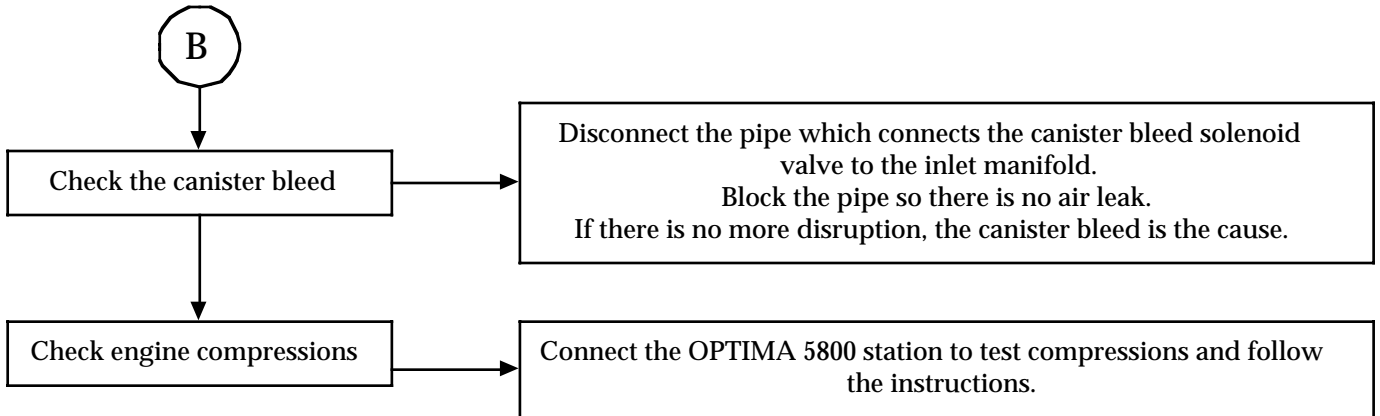 B
Check the canister bleed
Disconnect the pipe which connects the canister bleed solenoid
valve to the inlet manifold.
Block the pipe so there is no air leak.
If there is no more disruption, the canister bleed is the cause.
Check engine compressions
Connect the OPTIMA 5800 station to test compressions and follow
the instructions.